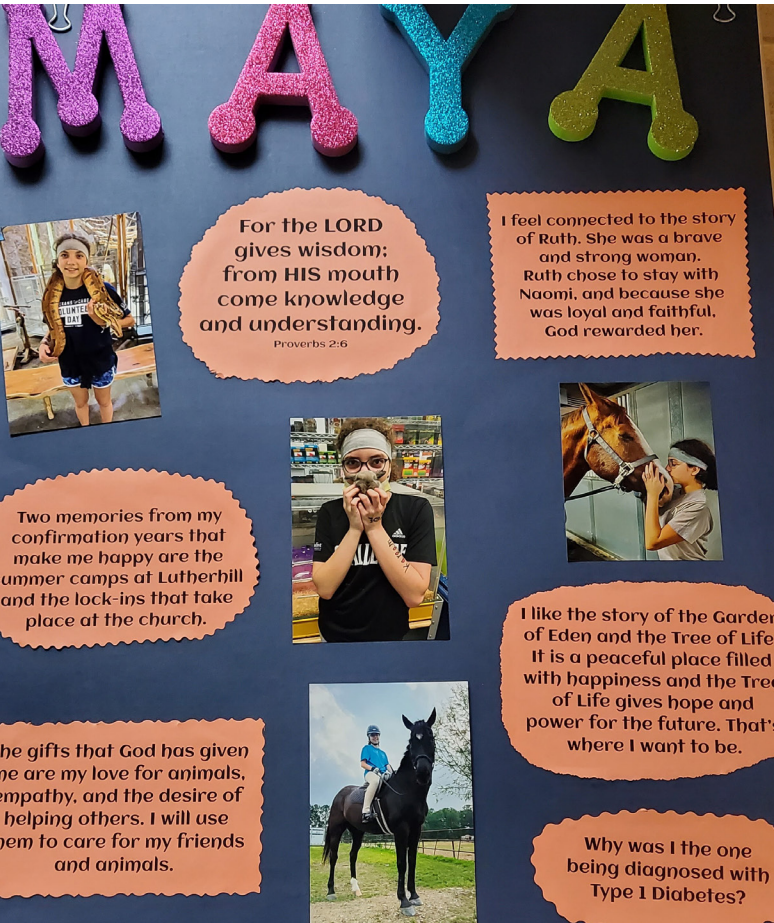 MAYA
For the LORD
gives wisdom;
from HIS mouth
come knowledge
and understanding.
Proverbs 2:6
I feel connected to the story
of Ruth. She was a brave
and strong woman.
Ruth chose to stay with
Naomi, and because she
was loyal and faithful,
God rewarded her.
DAY
Two memories from my
confirmation years that
make me happy are the
ummer camps at Lutherhill
and the lock-ins that take
place at the church.
adidas
I like the story of the Garden
of Eden and the Tree of Life
It is a peaceful place filled
with happiness and the Tree
of Life gives hope and
power for the future. That's
where I want to be.
he gifts that God has given
me are my love for animals,
empathy, and the desire of
helping others. I will use
hem to care for my friends
and animals.
Why was I the one
being diagnosed with
Type 1 Diabetes?